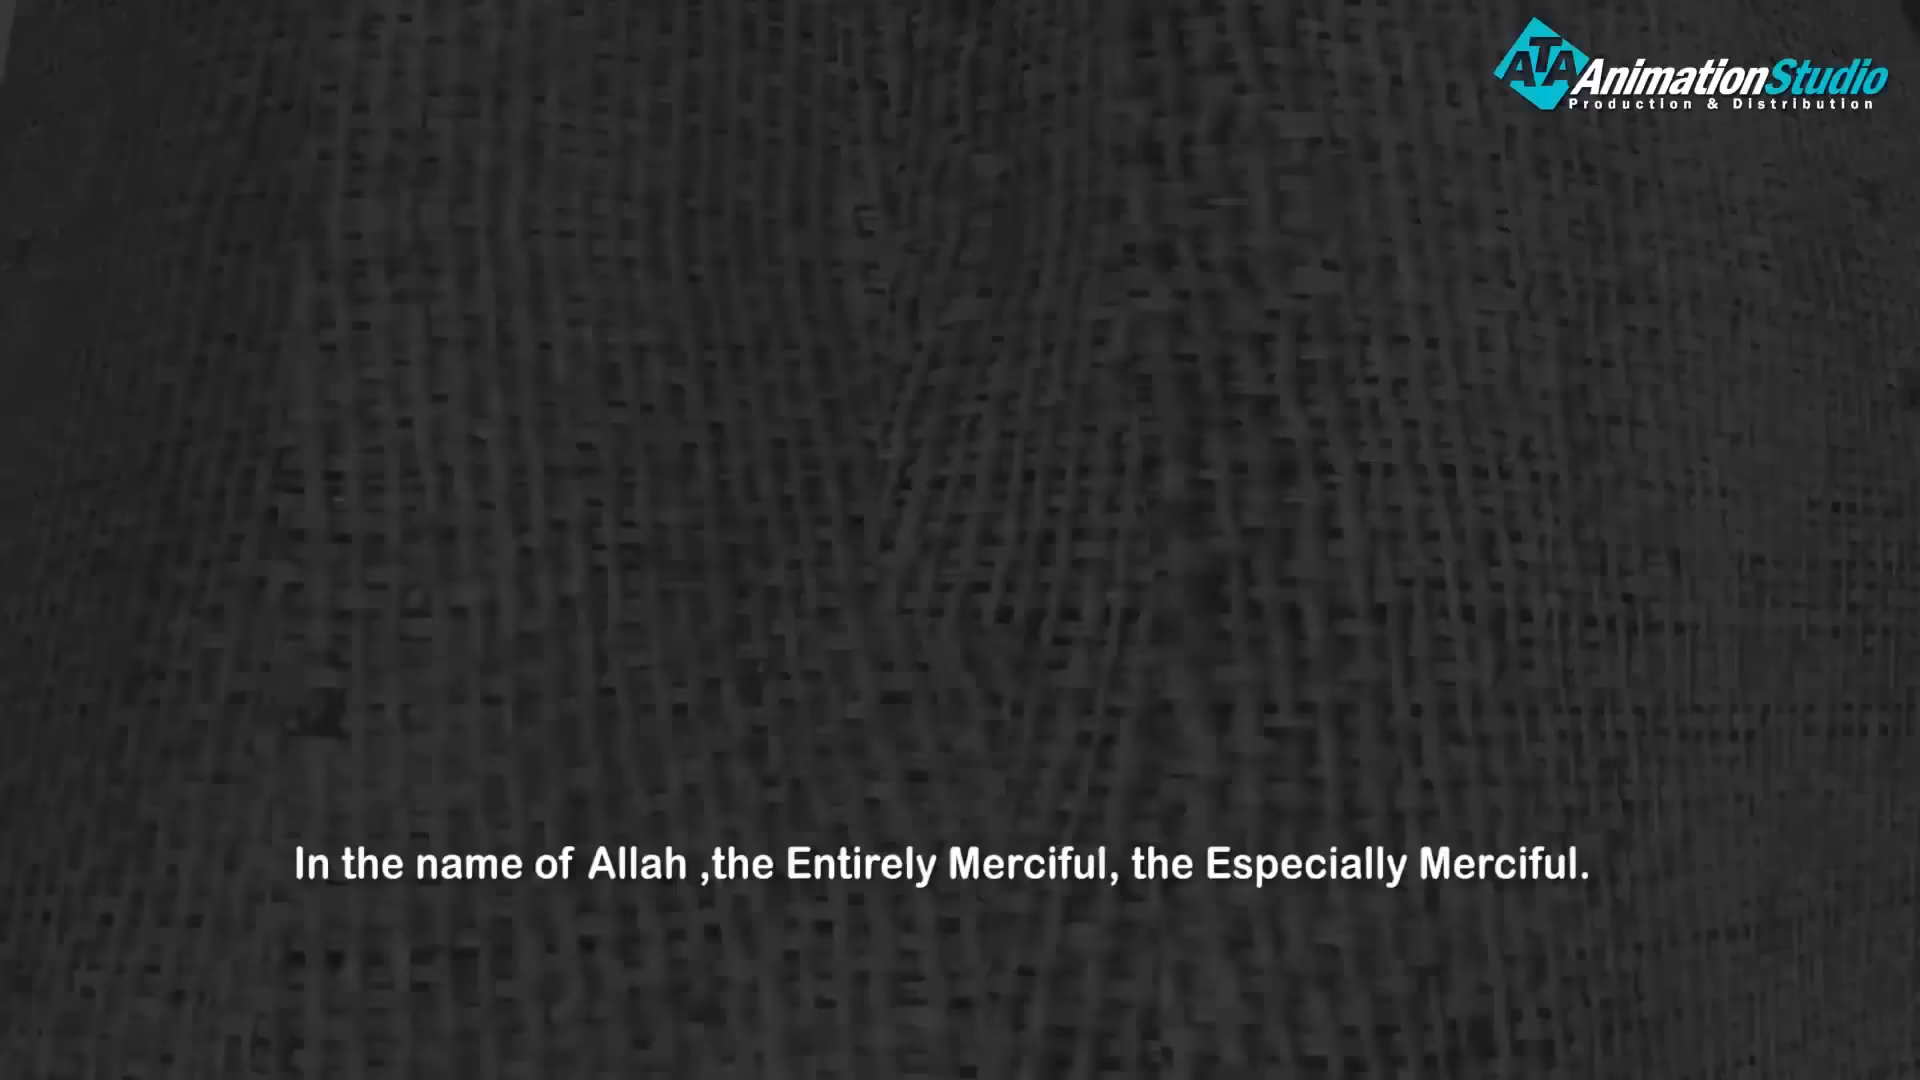 ATA AnimationStudio
Production & Distribution
In the name of Allah ,the Entirely Merciful, the Especially Merciful.